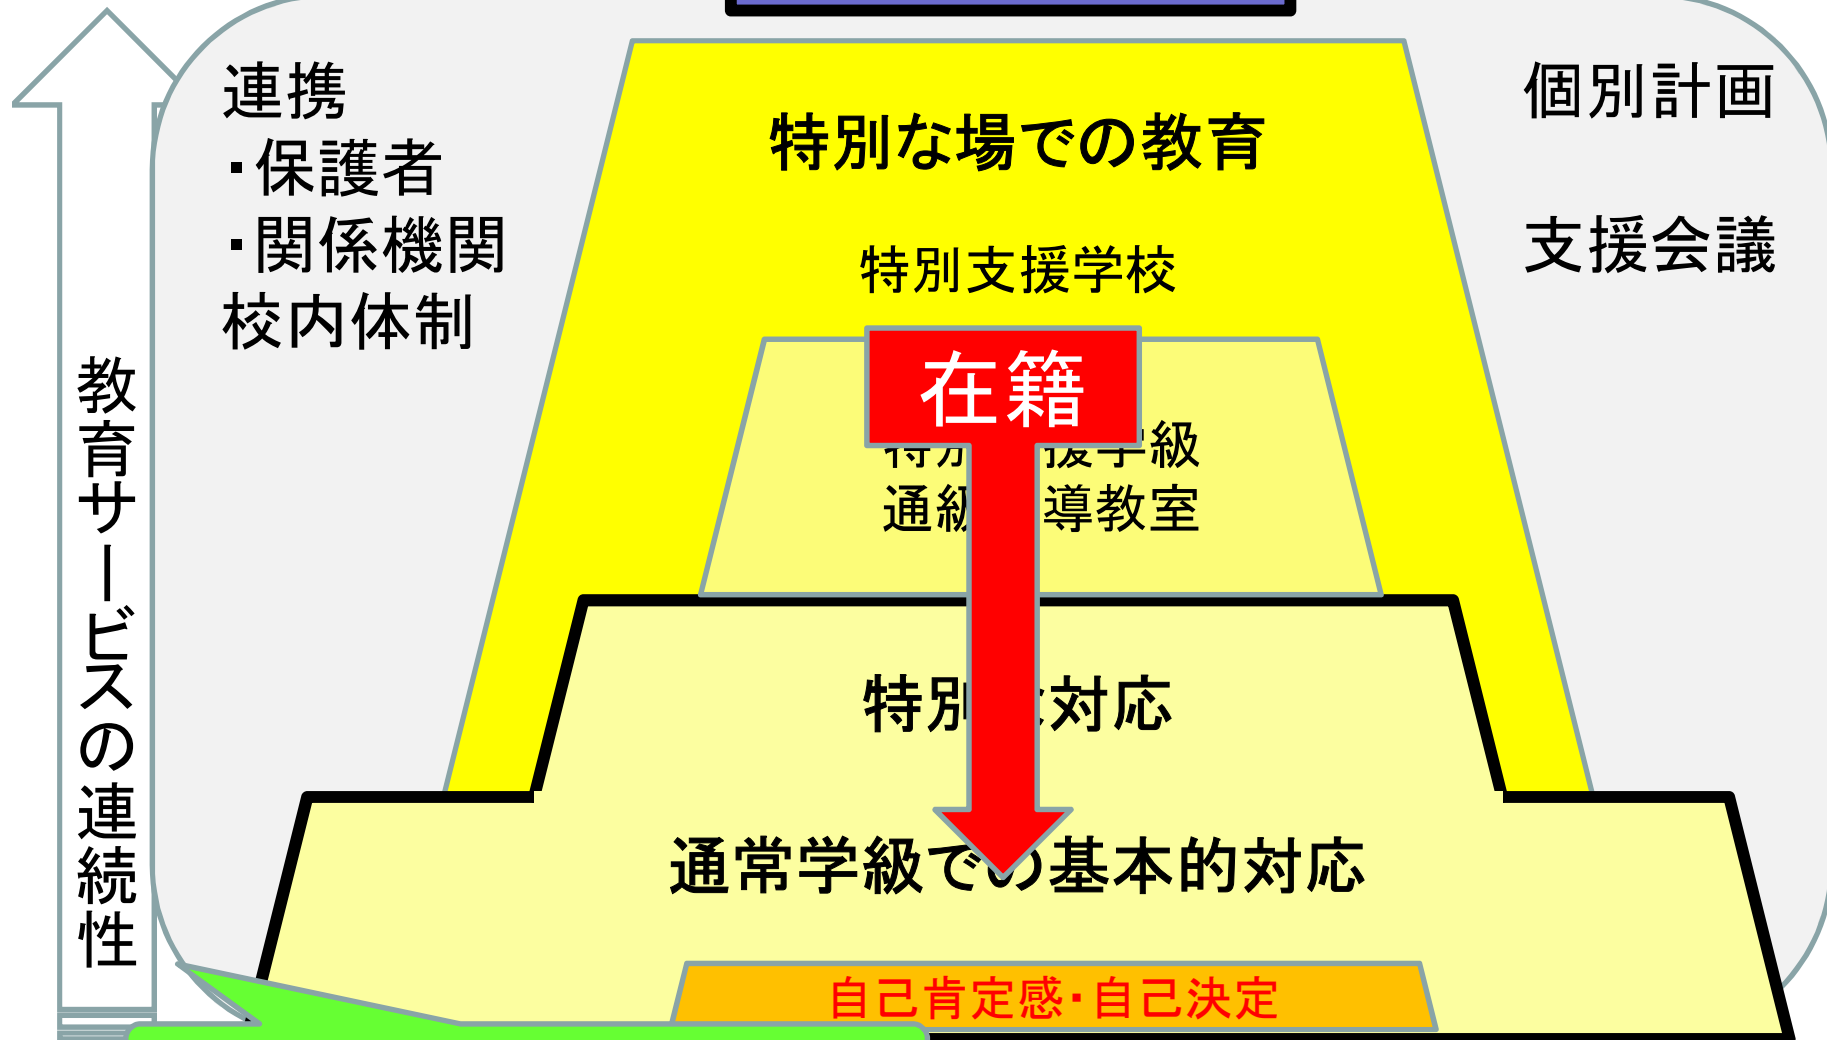 連携
・保護者
・関係機関
校内体制
個別計画
支援会議
教育サービスの連続性
特別な場での教育
特別支援学校
在籍
学級
通級 導教室
特別 対応
通常学級での基本的対応
自己肯定感・自己決定